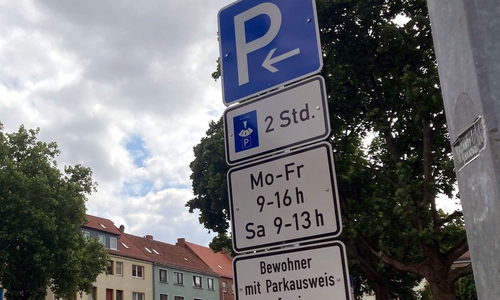 P
P
2 Std.
Mo-Fr
9-16 h
Sa 9-13 h
Bewohner
mit Parkausweis